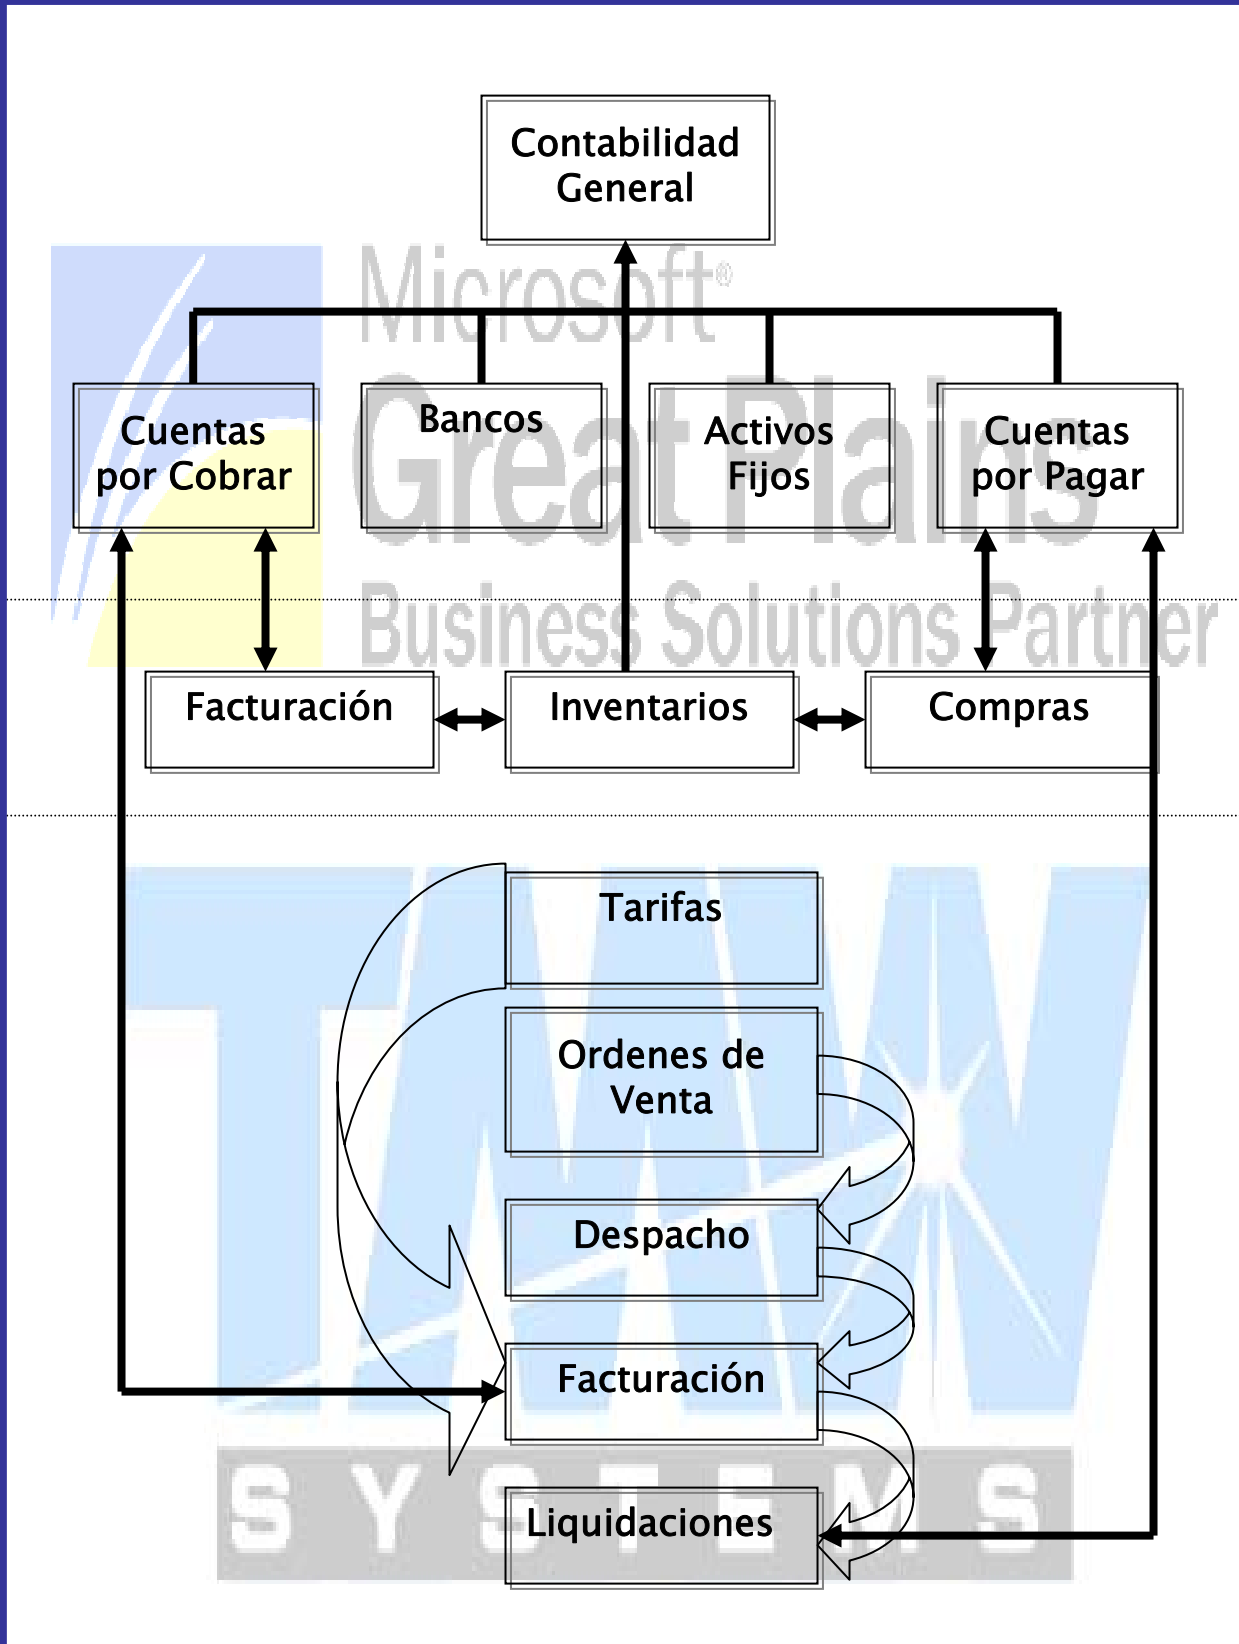 Contabilidad
General
Microsoft®
Great Plains
Business Solutions Partner
Cuentas
por Cobrar
Bancos
Activos
Fijos
Cuentas
por Pagar
Facturación
Inventarios
Compras
TMW
Tarifas
Ordenes de
Venta
Despacho
Facturación
Liquidaciones
SYSTEMS